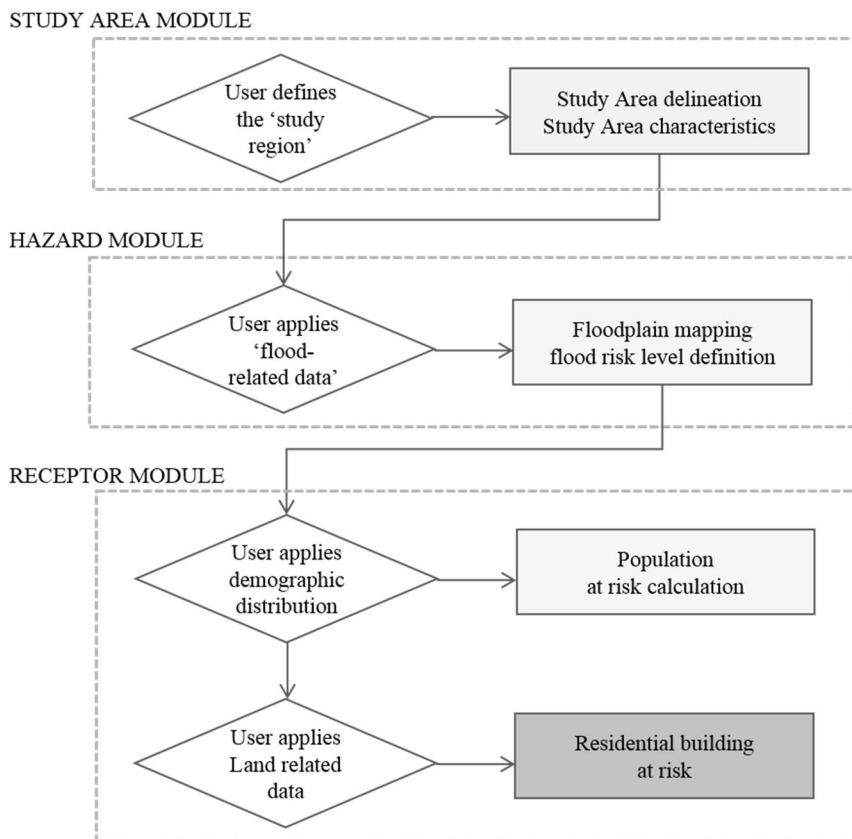 STUDY AREA MODULE
User defines
the ‘study
region’
Study Area delineation
Study Area characteristics
HAZARD MODULE
User applies
‘flood-
related data’
Floodplain mapping
flood risk level definition
RECEPTOR MODULE
User applies
demographic
distribution
Population
at risk calculation
User applies
Land related
data
Residential building
at risk